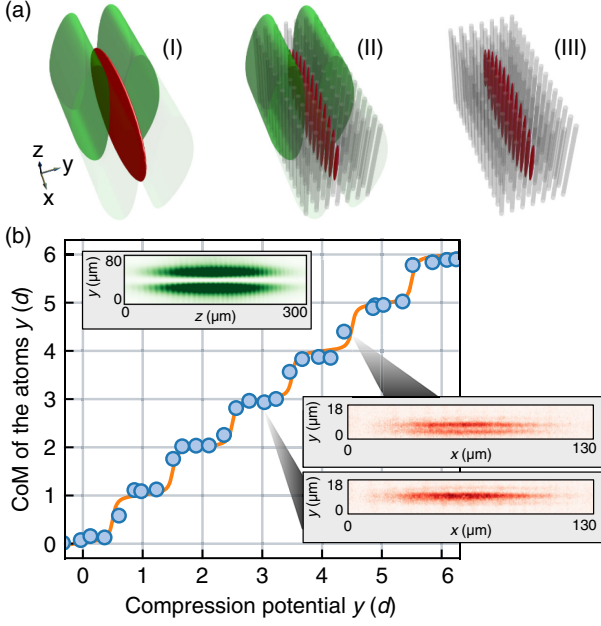 (a)
(I)
(II)
(III)
z
y
x
(b)
CoM of the atoms y (d)
6
5
4
3
2
1
0
y (μm)
80
0
0
z (μm)
300
y (μm)
18
0
0
x (μm)
130
y (μm)
18
0
0
x (μm)
130
0
1
2
3
4
5
6
Compression potential y (d)